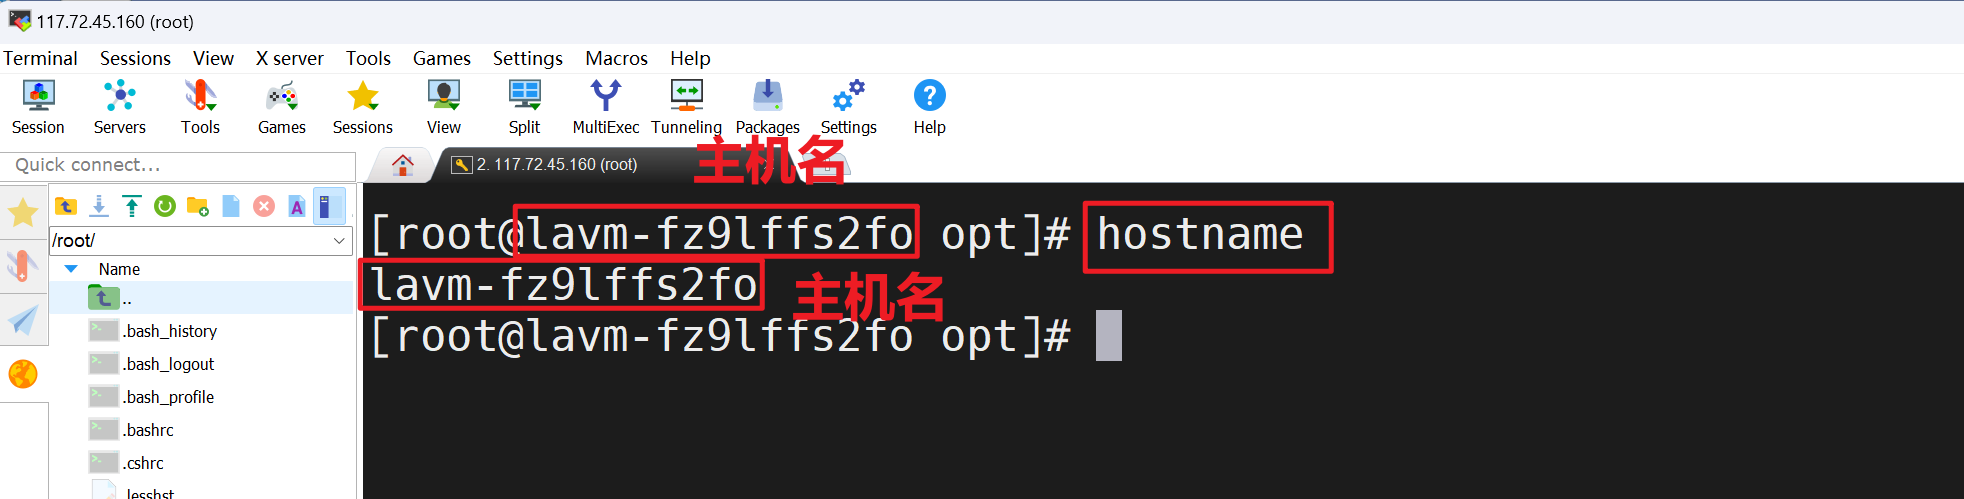 117.72.45.160 (root)
Terminal Sessions View X server Tools Games Settings Macros Help
Session Servers Tools Games Sessions View Split MultiExec Tunneling Packages Settings Help
Quick connect...
2. 117.72.45.160 (root)
主机名
/root/
Name
..
.bash_history
.bash_logout
.bash_profile
.bashrc
.cshrc
.lesshst
[root@lavm-fz9lffs2fo opt]# hostname
lavm-fz9lffs2fo
主机名
[root@lavm-fz9lffs2fo opt]#